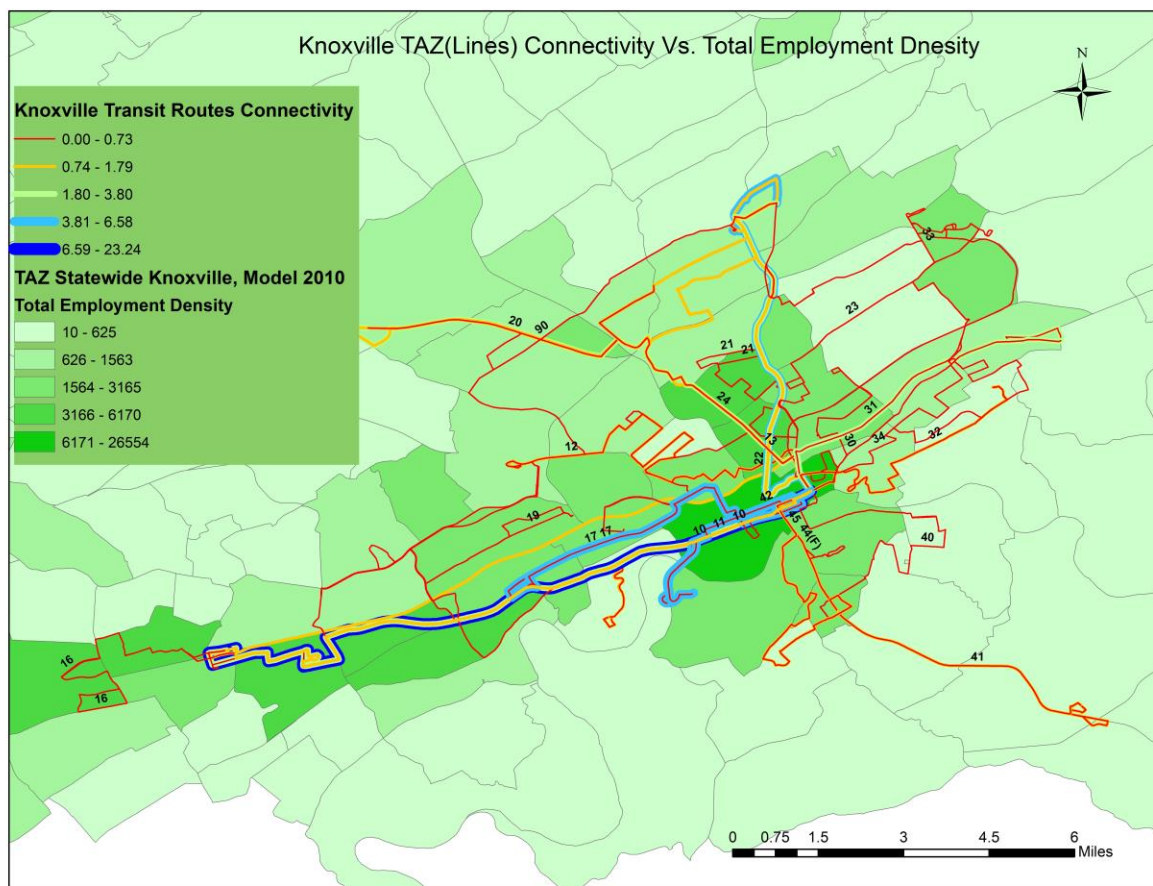 Knoxville TAZ(Lines) Connectivity Vs. Total Employment Dnesity
N
Knoxville Transit Routes Connectivity
0.00 - 0.73
0.74 - 1.79
1.80 - 3.80
3.81 - 6.58
6.59 - 23.24
TAZ Statewide Knoxville, Model 2010
Total Employment Density
10 - 625
626 - 1563
1564 - 3165
3166 - 6170
6171 - 26554
33
20
90
23
21
21
24
31
13
30
34
32
12
22
42
19
17 17
10
11
10
45
44(F)
40
16
16
41
0 0.75 1.5 3 4.5 6
Miles